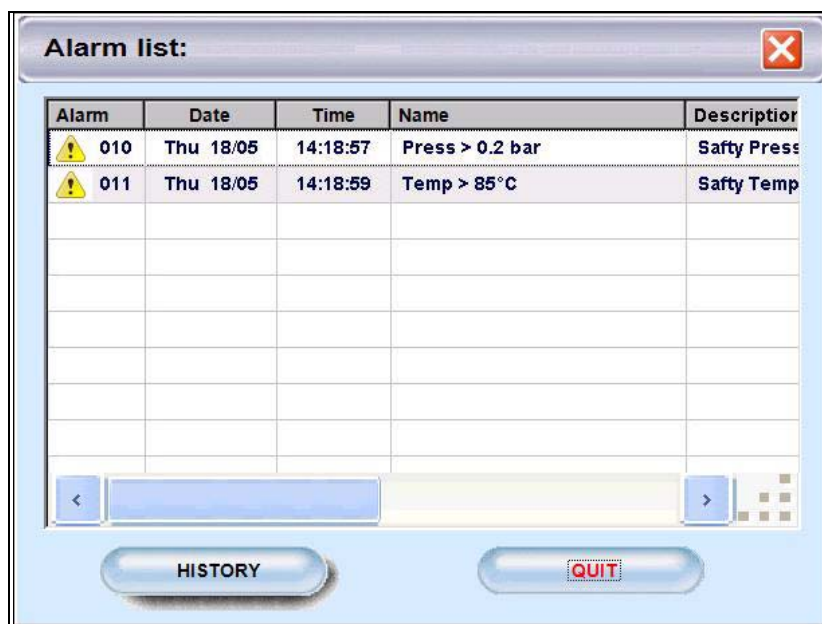 Alarm list:
Alarm Date Time Name Description
010 Thu 18/05 14:18:57 Press > 0.2 bar Safty Press
011 Thu 18/05 14:18:59 Temp > 85°C Safty Temp
HISTORY QUIT